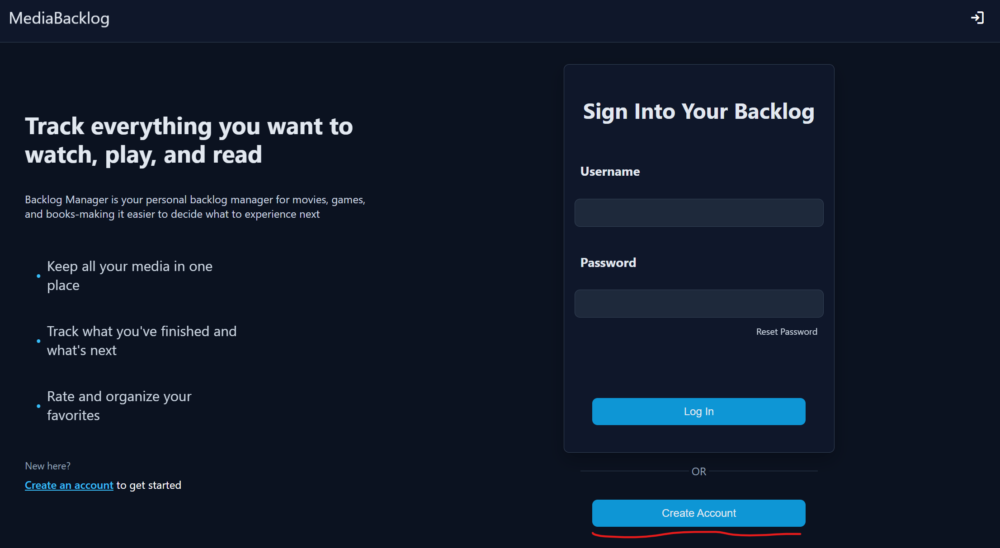 MediaBacklog
Track everything you want to
watch, play, and read
Backlog Manager is your personal backlog manager for movies, games,
and books-making it easier to decide what to experience next
Keep all your media in one
place
Track what you've finished and
what's next
Rate and organize your
favorites
New here?
Create an account to get started
Sign Into Your Backlog
Username
Password
Reset Password
Log In
OR
Create Account